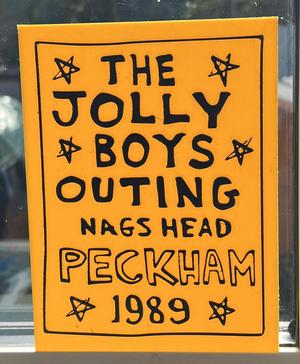 THE
JOLLY
BOYS
OUTING
NAGS HEAD
PECKHAM
1989